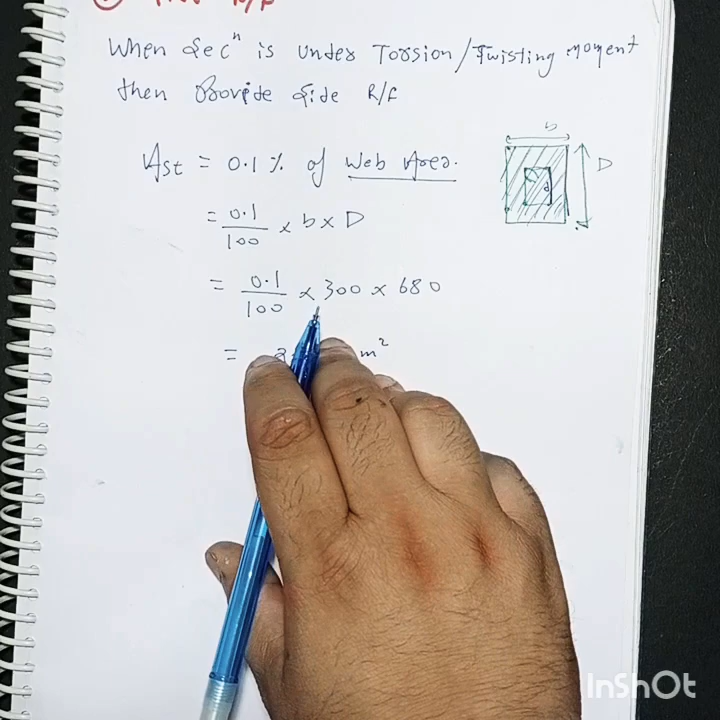 When Secⁿ is under Torsion/Twisting moment
then Provide Side R/F
Ast = 0.1% of Web Area.
= 0.1/100 × b × D
= 0.1/100 × 300 × 680
= m²
b
D
d
InShOt